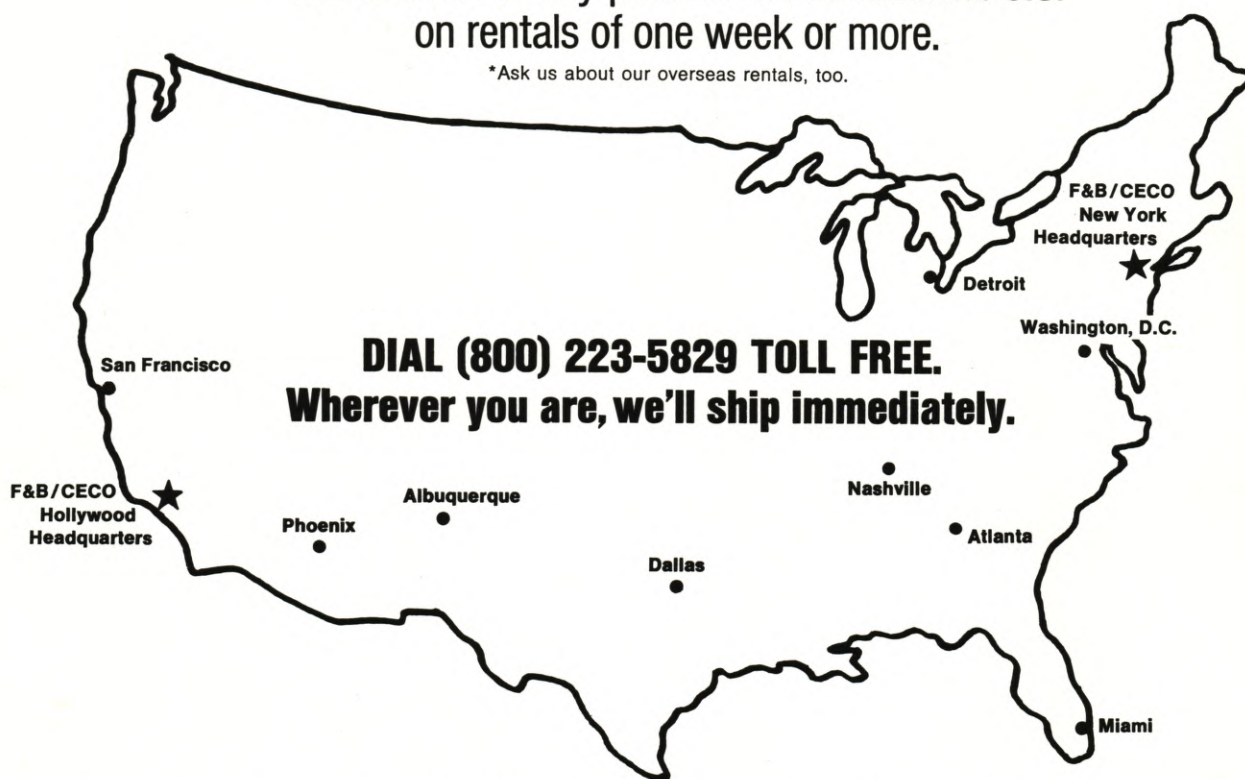 on rentals of one week or more.
*Ask us about our overseas rentals, too.
F&B/CECO
New York
Headquarters
Detroit
Washington, D.C.
DIAL (800) 223-5829 TOLL FREE.
Wherever you are, we'll ship immediately.
San Francisco
F&B/CECO
Hollywood
Headquarters
Phoenix
Albuquerque
Dallas
Nashville
Atlanta
Miami